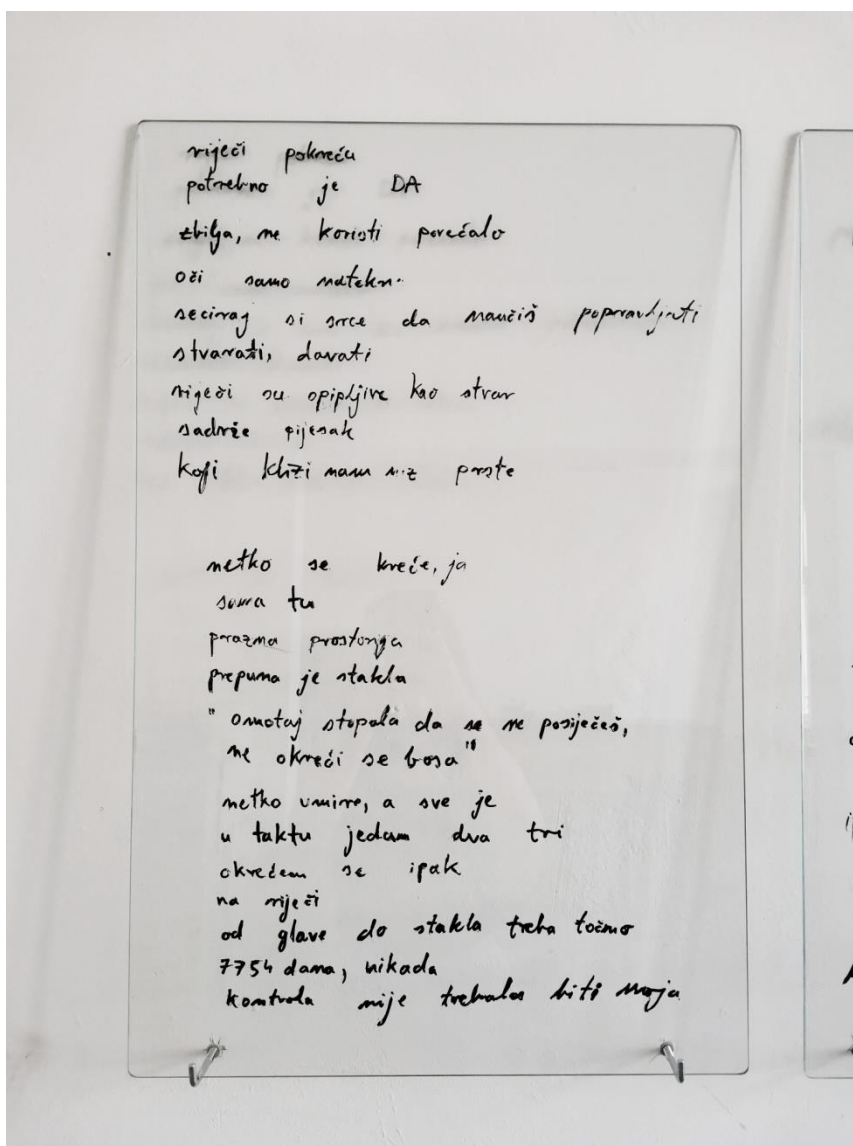 riječi pokreću
potrebno je DA
zbilja, ne koristi povećalo
oči samo
seciraj si srce da naučiš popravljati
stvarati, davati
riječi su opipljive kao stvar
sadrže pijesak
koji klizi nam niz prste
netko se kreće, ja
sama tu
prazna prostorija
prepuna je stakla
"omotaj stopala da se ne posiječeš,
ne okreći se bosa"
netko umire, a sve je
u taktu jedan dva tri
okrećem se ipak
na riječi
od glave do stakla treba točno
7754 dana, nikada
kontrola nije trebala biti moja